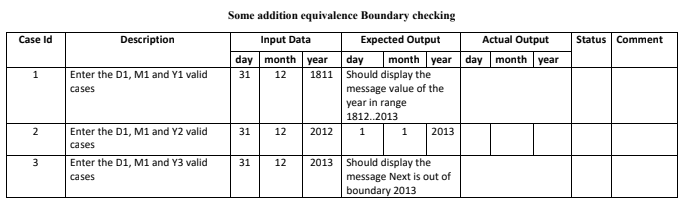 Some addition equivalence Boundary checking
Case Id Description Input Data Expected Output Actual Output Status Comment
day month year day month year day month year
1 Enter the D1, M1 and Y1 valid 31 12 1811 Should display the
cases message value of the
year in range
1812..2013
2 Enter the D1, M1 and Y2 valid 31 12 2012 1 1 2013
cases
3 Enter the D1, M1 and Y3 valid 31 12 2013 Should display the
cases message Next is out of
boundary 2013